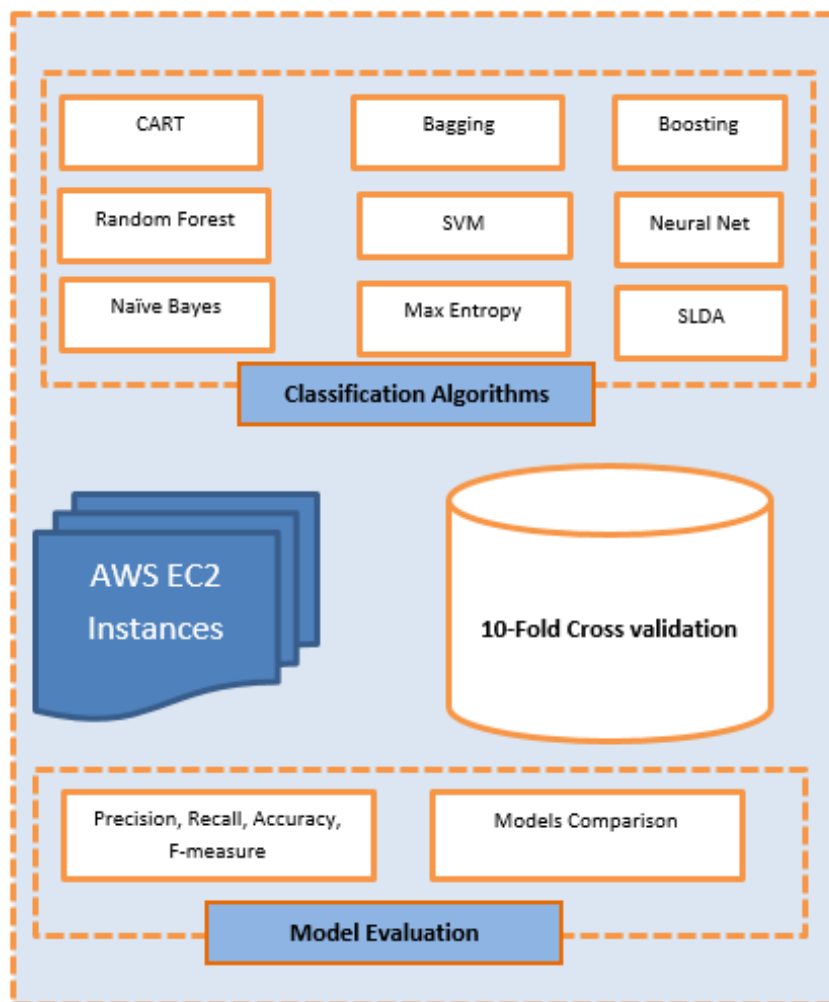 CART
Bagging
Boosting
Random Forest
SVM
Neural Net
Naïve Bayes
Max Entropy
SLDA
Classification Algorithms
AWS EC2
Instances
10-Fold Cross validation
Precision, Recall, Accuracy,
F-measure
Models Comparison
Model Evaluation